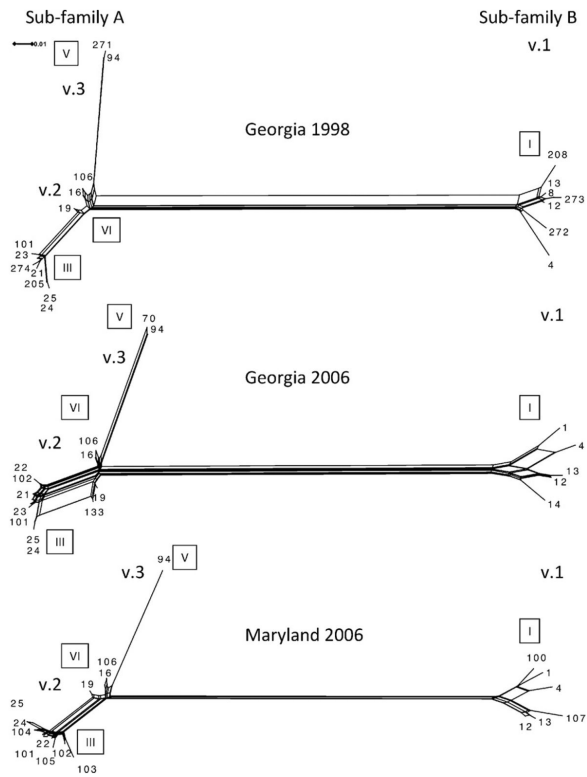 Sub-family A Sub-family B
0.01
V
271
94
v.1
v.3
Georgia 1998
I
208
106
v.2
16
13
8
273
19
12
VI
272
101
23
III
4
274
21
205
25
24
V
70
94
v.1
v.3
Georgia 2006
VI
I
1
v.2
106
4
16
22
102
13
12
21
19
23
133
14
101
25
III
24
94
V
v.3
v.1
Maryland 2006
I
VI
106
100
16
1
v.2
19
4
25
24
107
104
13
22
12
III
101
102
105
103